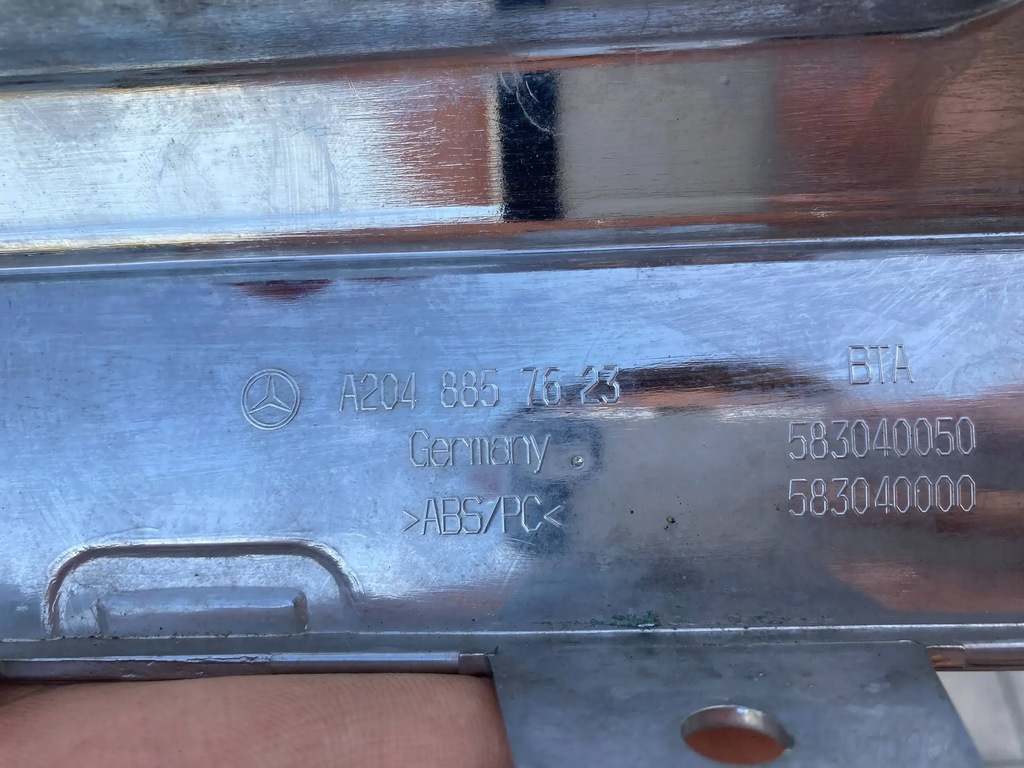 A204 885 76 23
Germany
>ABS/PC<
BTA
583040050
583040000